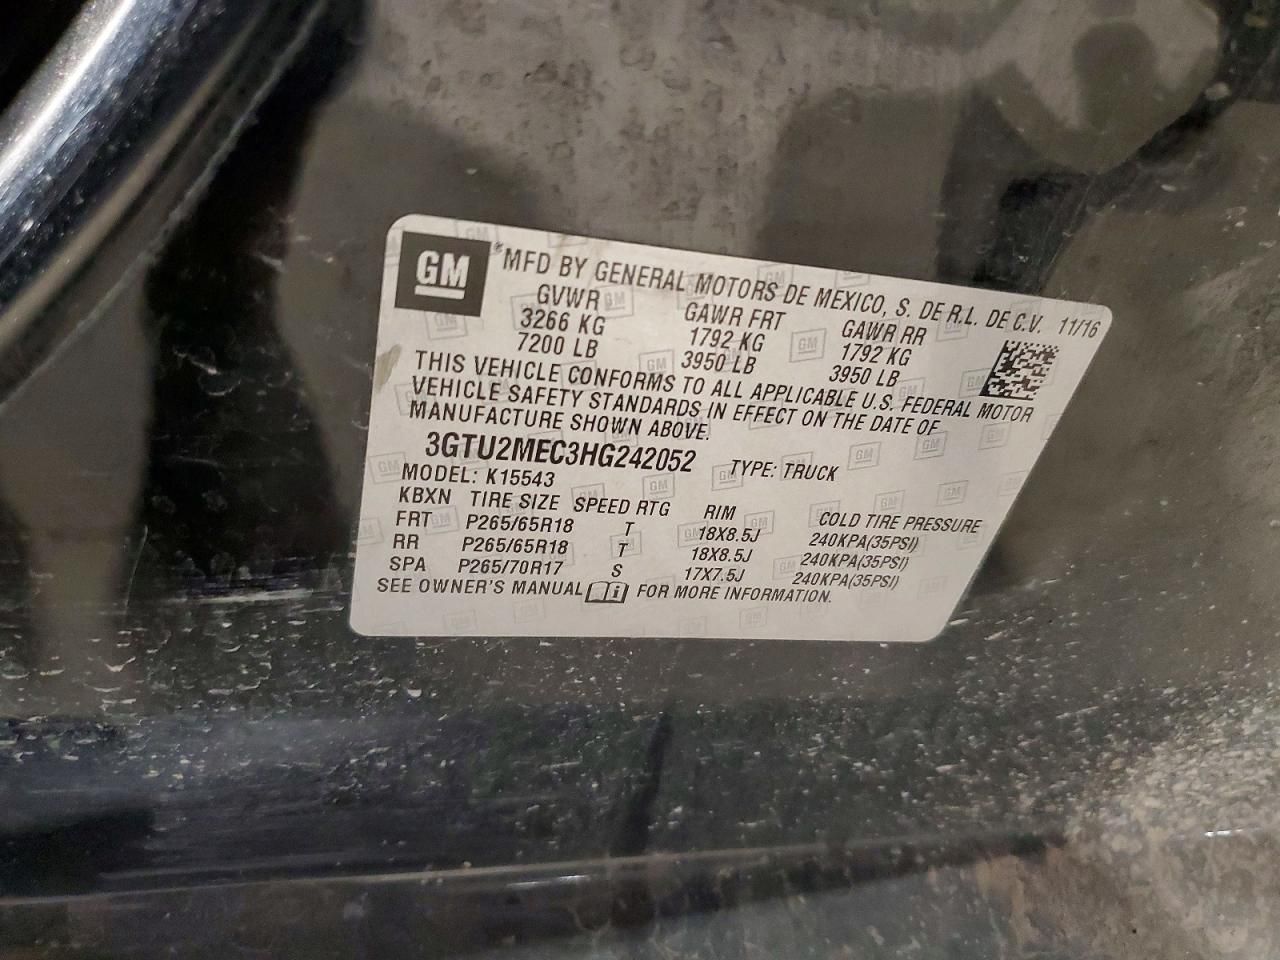 GM ® MFD BY GENERAL MOTORS DE MEXICO, S. DE R.L. DE C.V. 11/16
GVWR GAWR FRT GAWR RR
3266 KG 1792 KG 1792 KG
7200 LB 3950 LB 3950 LB
THIS VEHICLE CONFORMS TO ALL APPLICABLE U.S. FEDERAL MOTOR
VEHICLE SAFETY STANDARDS IN EFFECT ON THE DATE OF
MANUFACTURE SHOWN ABOVE.
3GTU2MEC3HG242052 TYPE: TRUCK
MODEL: K15543
KBXN TIRE SIZE SPEED RTG RIM COLD TIRE PRESSURE
FRT P265/65R18 T 18X8.5J 240KPA(35PSI)
RR P265/65R18 T 18X8.5J 240KPA(35PSI)
SPA P265/70R17 S 17X7.5J 240KPA(35PSI)
SEE OWNER'S MANUAL i FOR MORE INFORMATION.